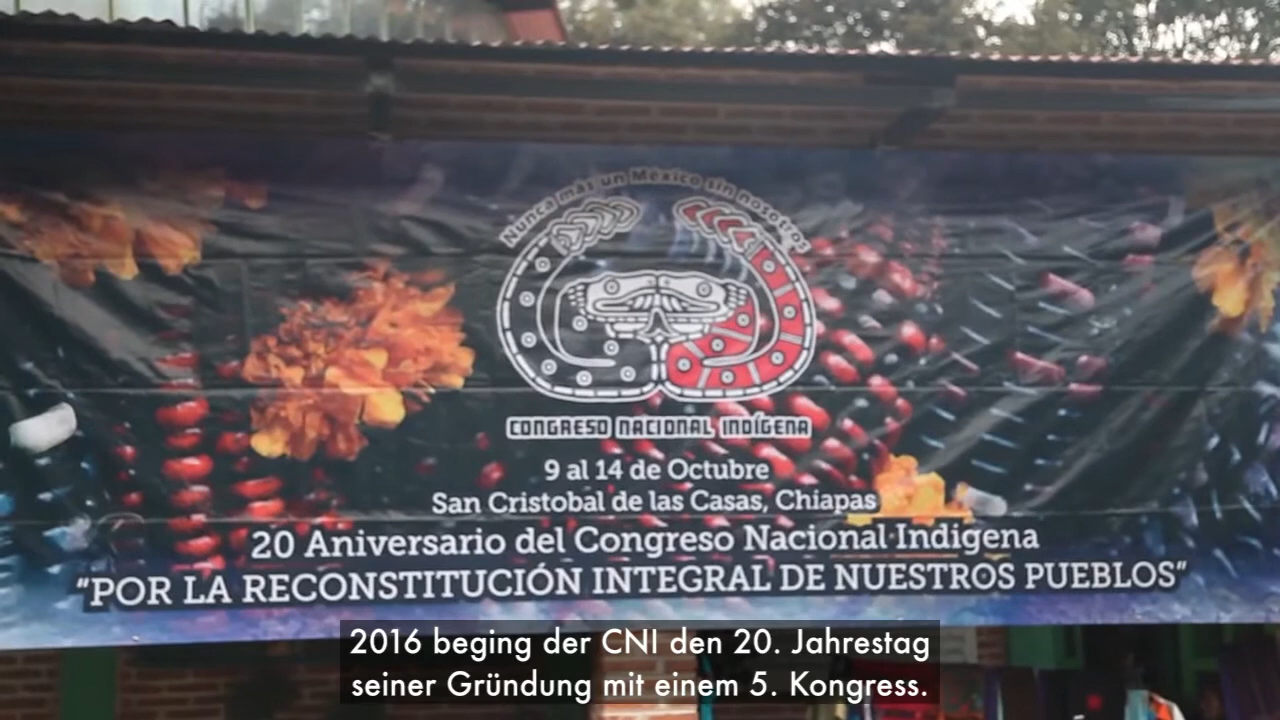 Nunca más un México sin nosotros
CONGRESO NACIONAL INDÍGENA
9 al 14 de Octubre
San Cristobal de las Casas, Chiapas
20 Aniversario del Congreso Nacional Indigena
"POR LA RECONSTITUCIÓN INTEGRAL DE NUESTROS PUEBLOS"
2016 beging der CNI den 20. Jahrestag
seiner Gründung mit einem 5. Kongress.